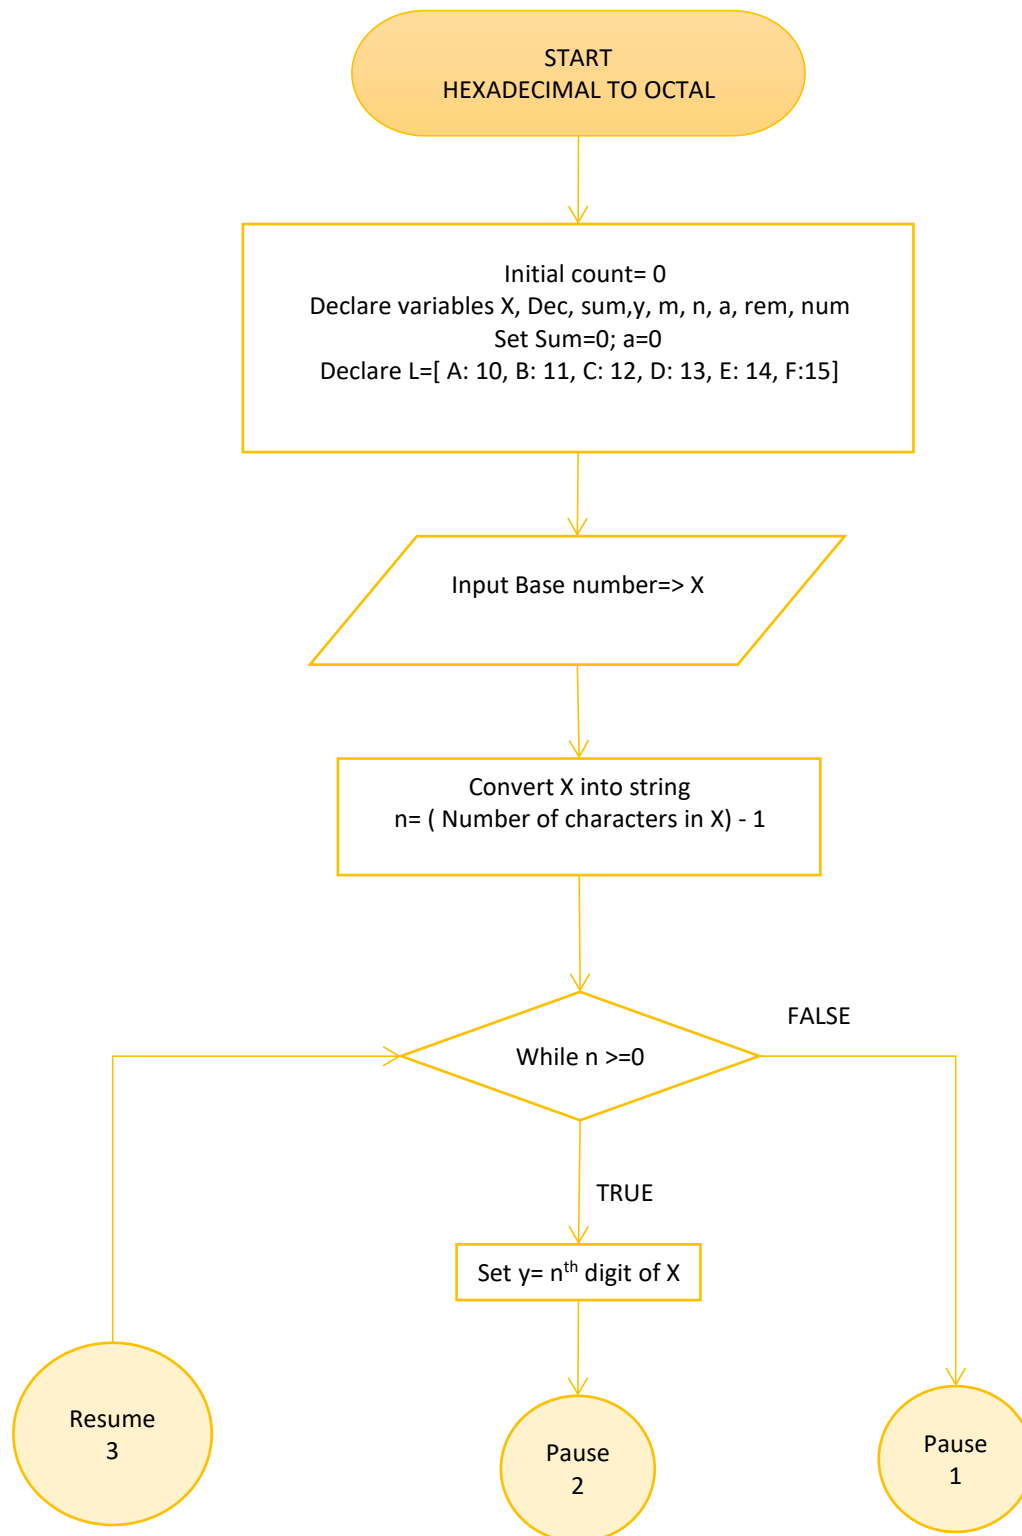 START
HEXADECIMAL TO OCTAL
Initial count= 0
Declare variables X, Dec, sum,y, m, n, a, rem, num
Set Sum=0; a=0
Declare L=[ A: 10, B: 11, C: 12, D: 13, E: 14, F:15]
Input Base number=> X
Convert X into string
n= ( Number of characters in X) - 1
FALSE
While n >=0
TRUE
Set y= nth digit of X
Resume
3
Pause
2
Pause
1